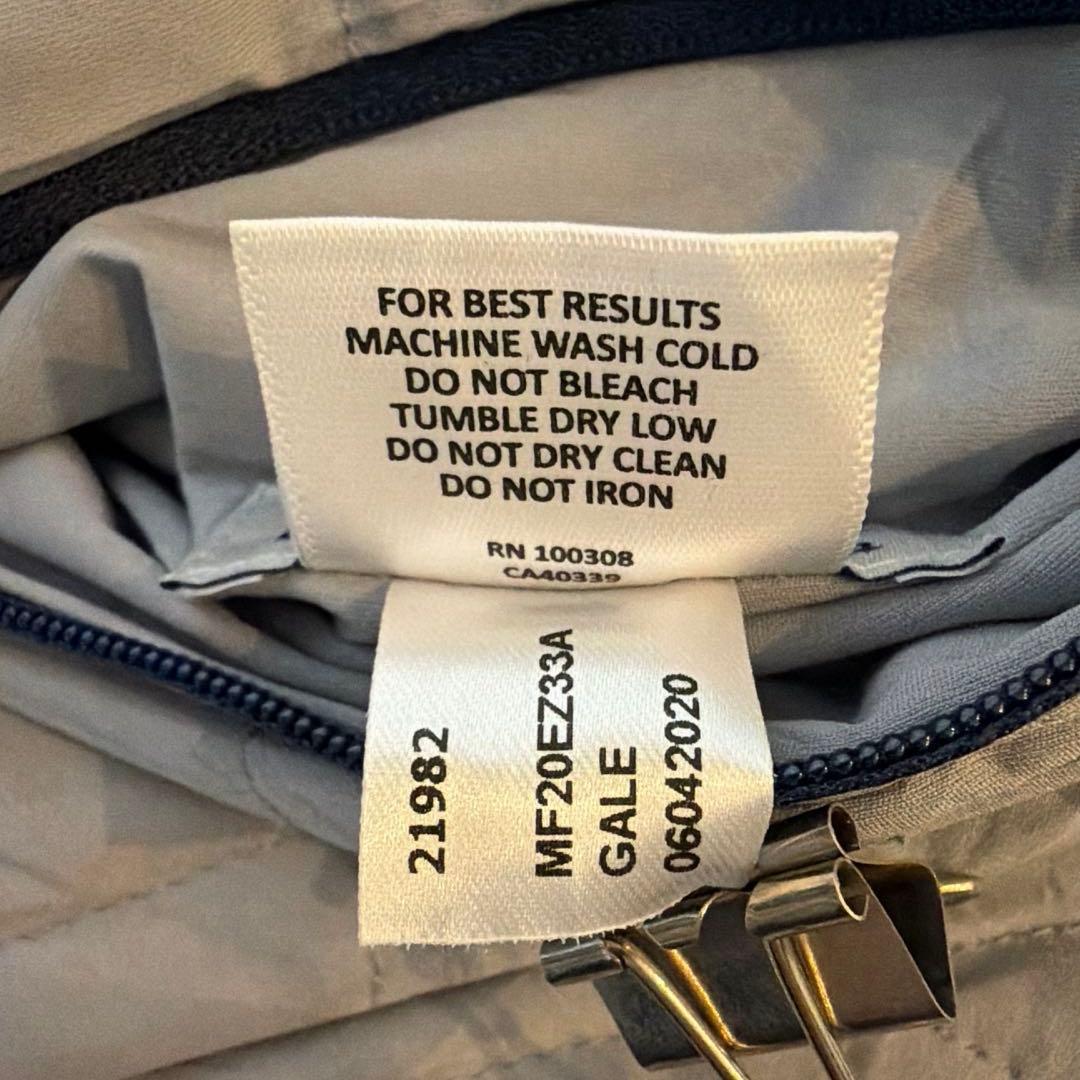 FOR BEST RESULTS
MACHINE WASH COLD
DO NOT BLEACH
TUMBLE DRY LOW
DO NOT DRY CLEAN
DO NOT IRON
RN 100308
CA40339
21982
MF20EZ33A
GALE
06042020